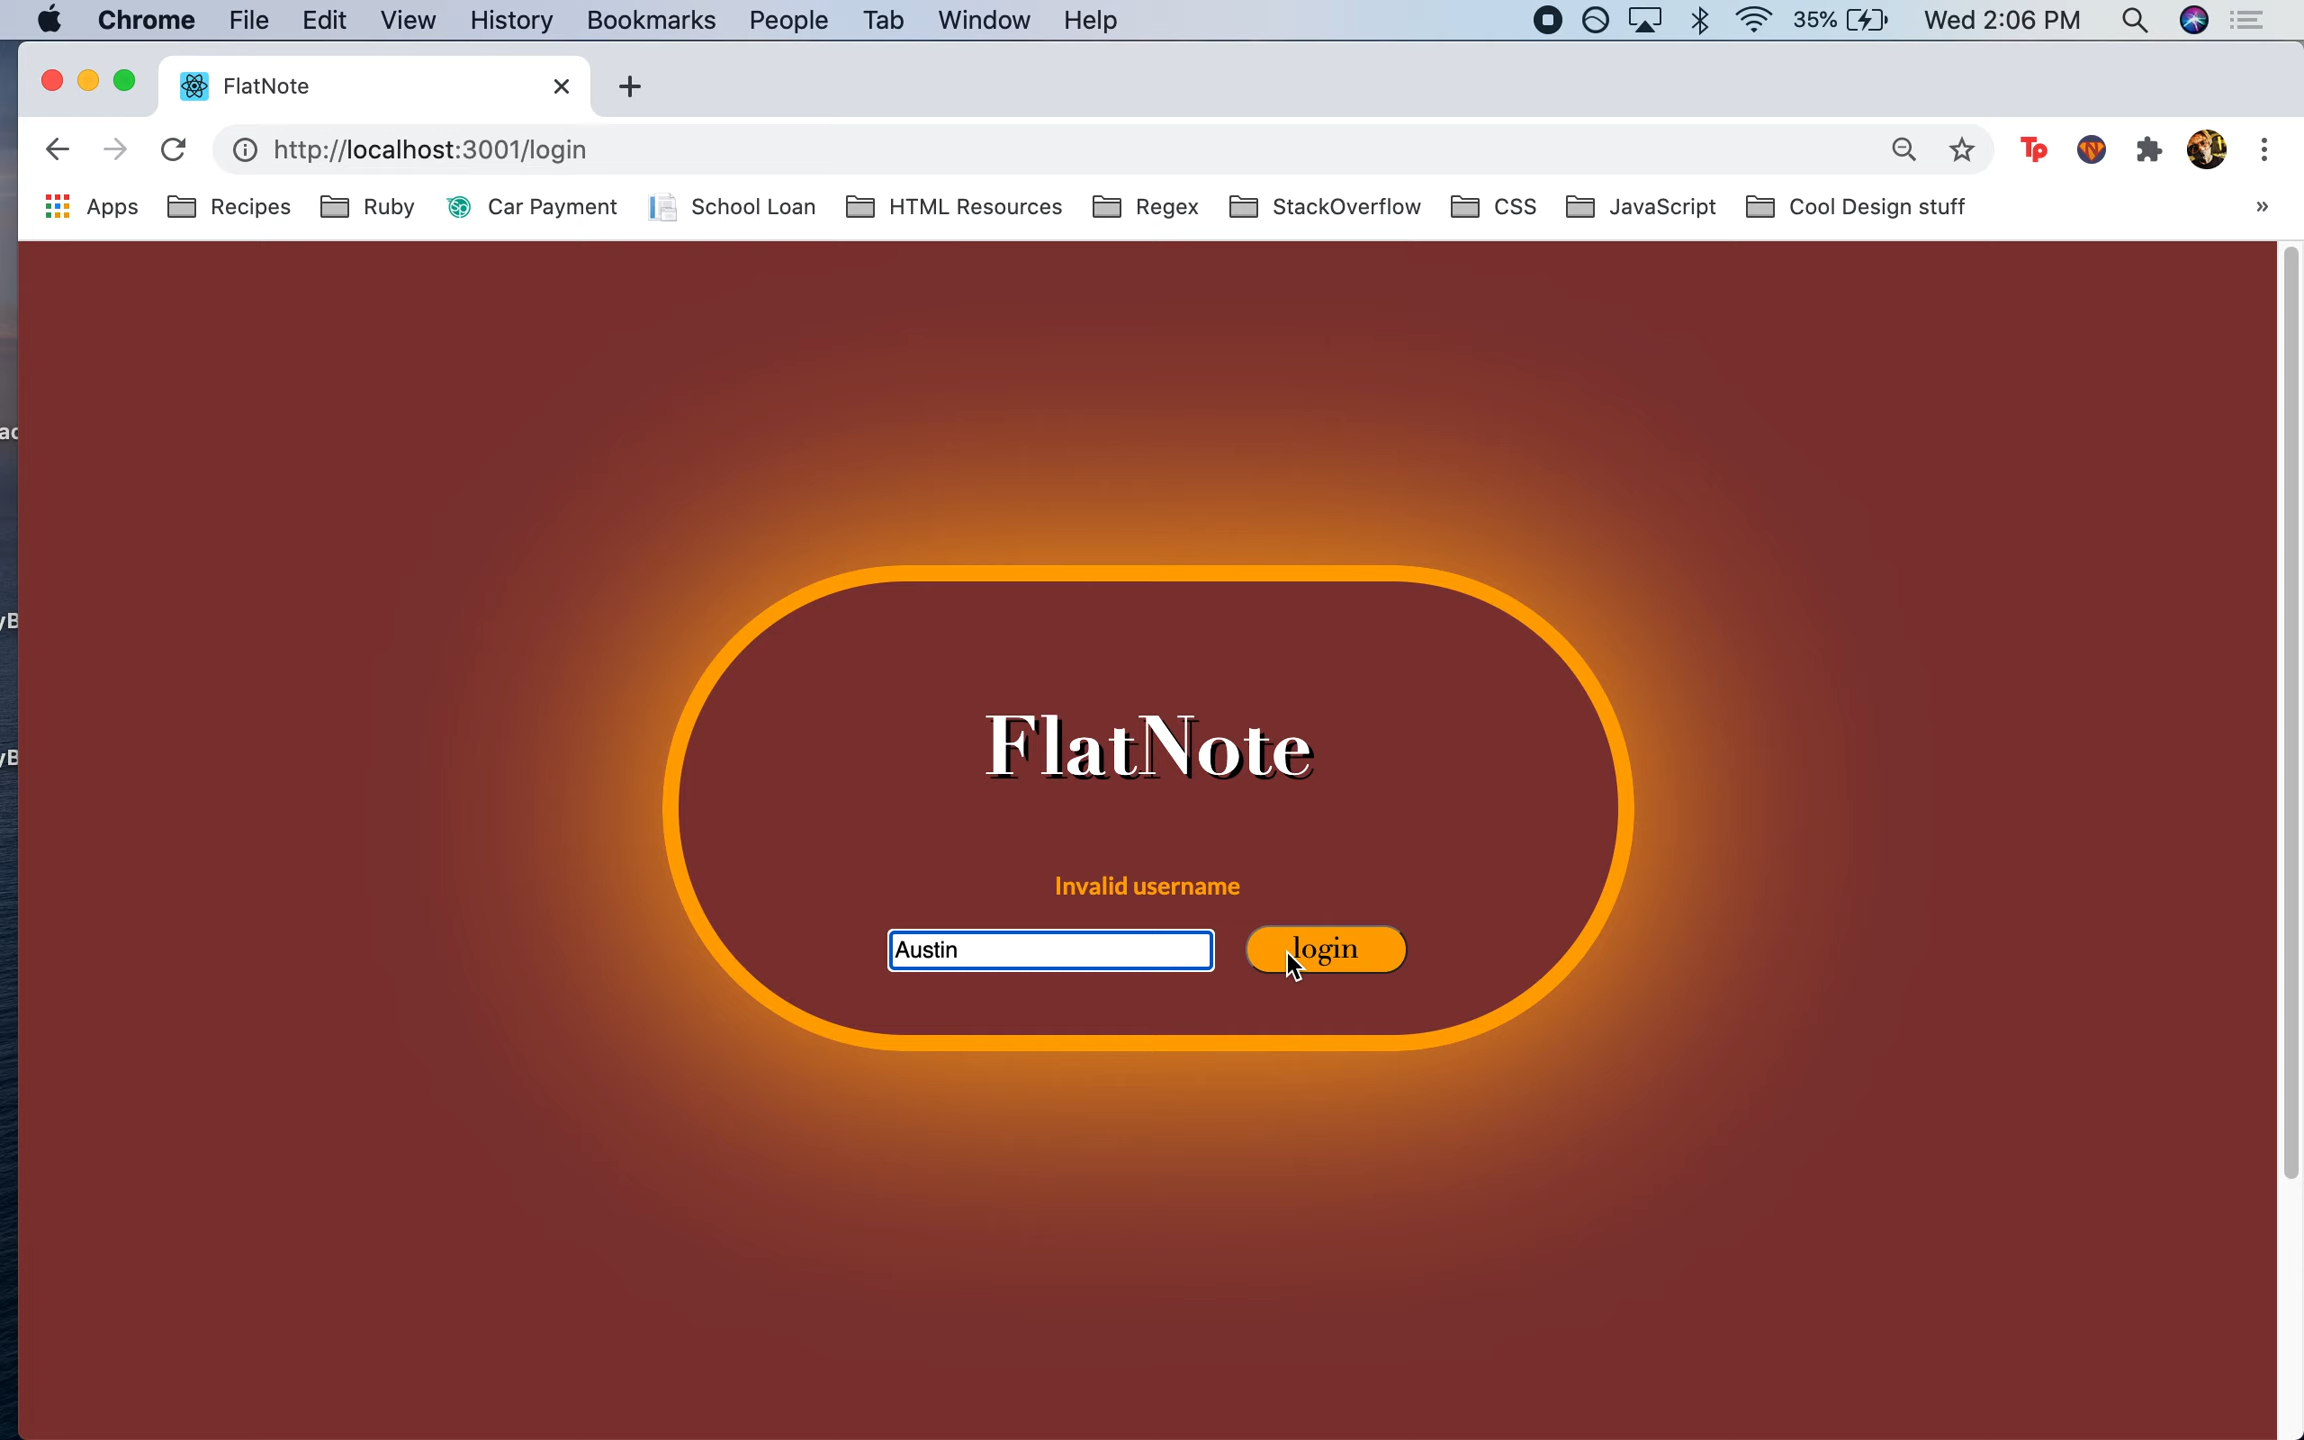 Chrome File Edit View History Bookmarks People Tab Window Help 35% Wed 2:06 PM
FlatNote
http://localhost:3001/login
Tp
Apps Recipes Ruby Car Payment School Loan HTML Resources Regex StackOverflow CSS JavaScript Cool Design stuff »
FlatNote
Invalid username
Austin login